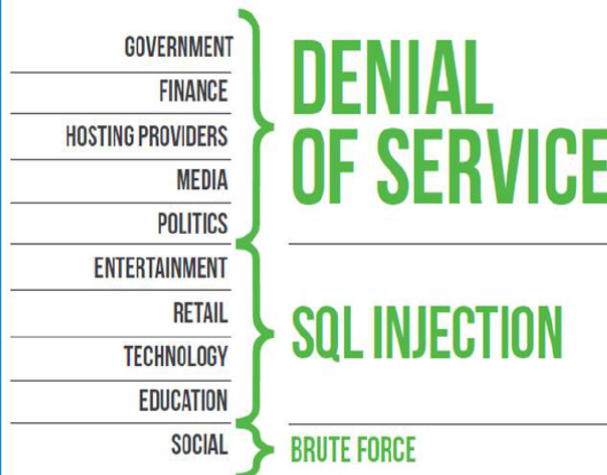 GOVERNMENT
FINANCE
HOSTING PROVIDERS
MEDIA
POLITICS
DENIAL
OF SERVICE
ENTERTAINMENT
RETAIL
TECHNOLOGY
EDUCATION
SQL INJECTION
SOCIAL
BRUTE FORCE